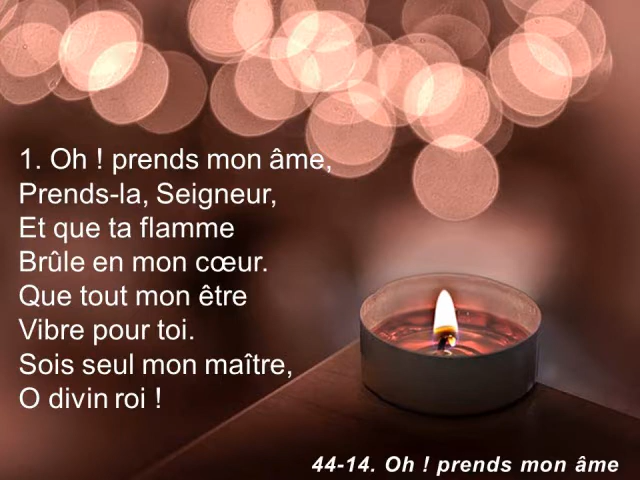 1. Oh ! prends mon âme,
Prends-la, Seigneur,
Et que ta flamme
Brûle en mon cœur.
Que tout mon être
Vibre pour toi.
Sois seul mon maître,
O divin roi !
44-14. Oh ! prends mon âme